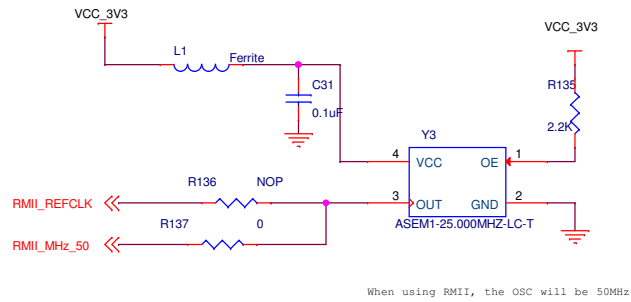 VCC_3V3
VCC_3V3
L1
Ferrite
C31
0.1uF
R135
2.2K
Y3
4
VCC
OE
1
R136
NOP
3
OUT
GND
2
RMII_REFCLK
R137
0
ASEM1-25.000MHZ-LC-T
RMII_MHz_50
When using RMII, the OSC will be 50MHz